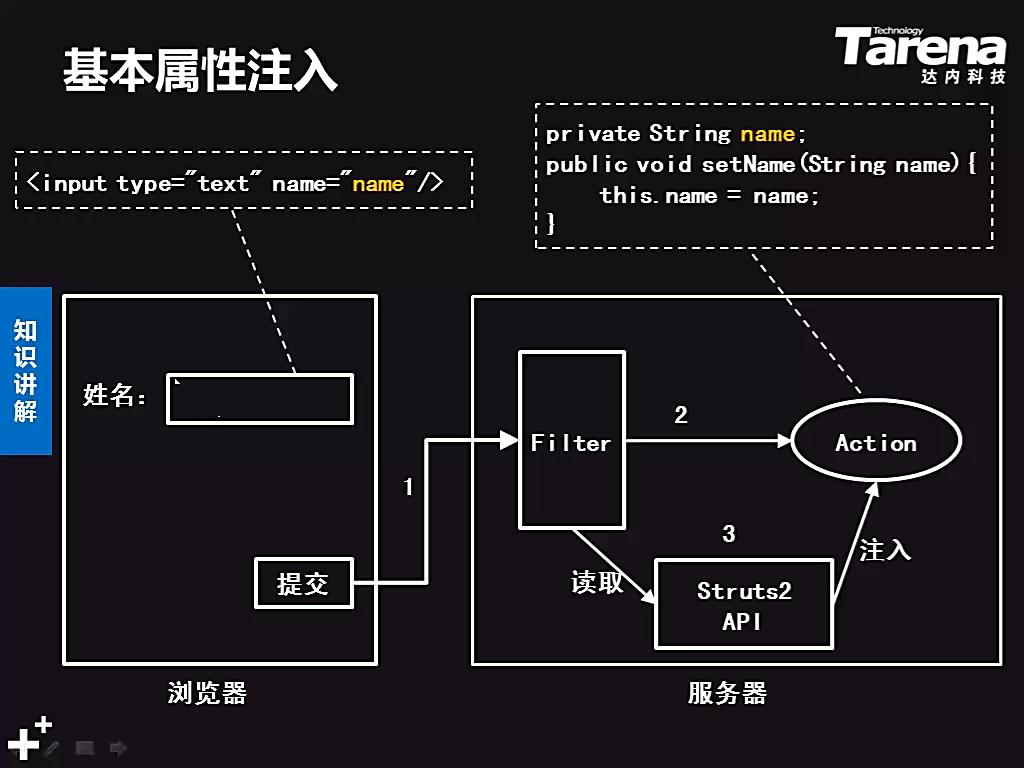 基本属性注入
Technology
Tarena
达内科技
<input type="text" name="name"/>
private String name;
public void setName(String name) {
this.name = name;
}
知识讲解
姓名：
提交
浏览器
1
Filter
2
Action
3
读取
Struts2
API
注入
服务器